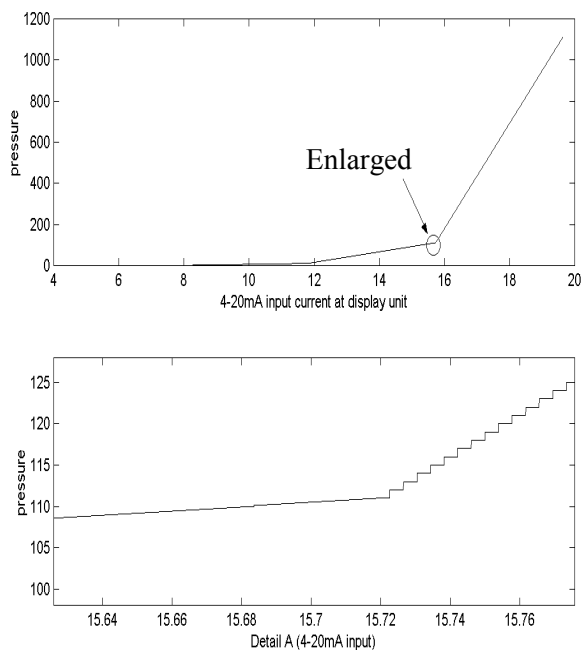 1200
1000
800
600
400
200
0
pressure
Enlarged
4 6 8 10 12 14 16 18 20
4-20mA input current at display unit
125
120
115
110
105
100
pressure
15.64 15.66 15.68 15.7 15.72 15.74 15.76
Detail A (4-20mA input)